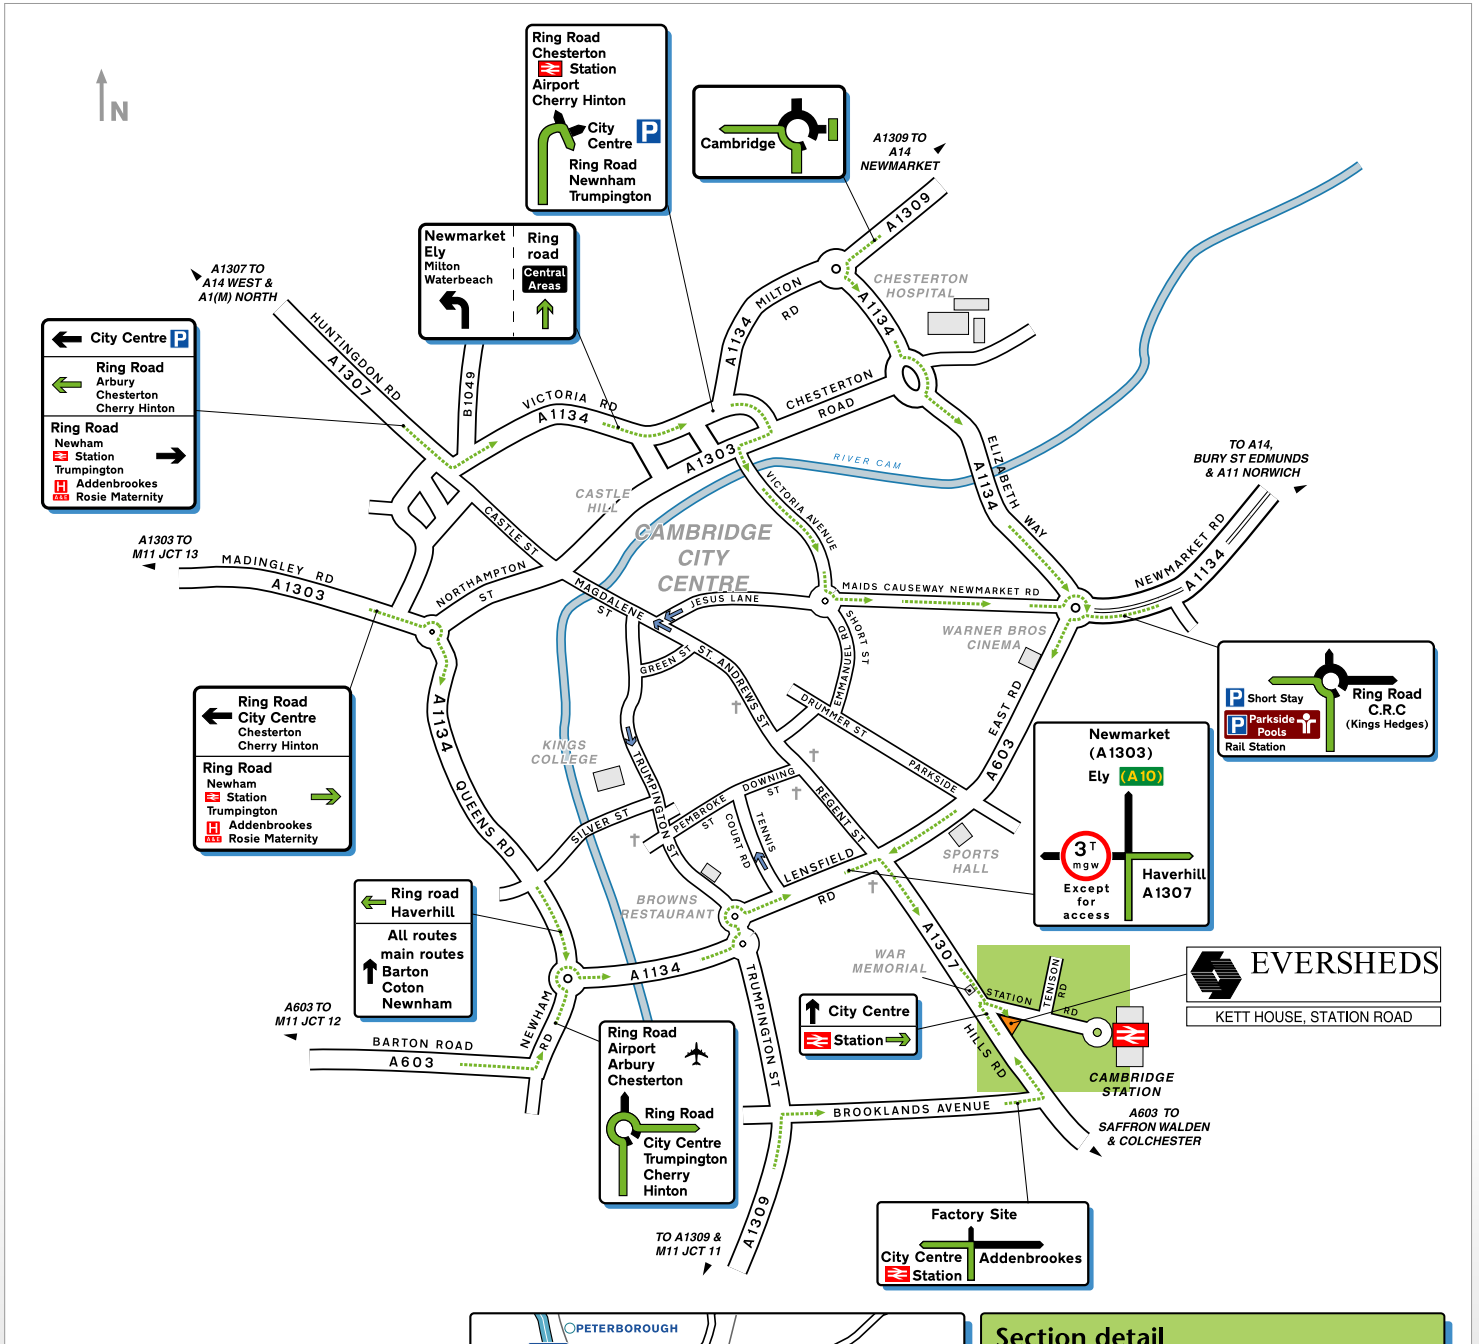 Ring Road
Chesterton
Station
Airport
Cherry Hinton
City
Centre
P
Ring Road
Newnham
Trumpington
Cambridge
A1309 TO
A14
NEWMARKET
A1309
N
Newmarket
Ely
Milton
Waterbeach
Ring
road
Central
Areas
A1307 TO
A14 WEST &
A1(M) NORTH
HUNTINGDON RD
A1307
City Centre P
Ring Road
Arbury
Chesterton
Cherry Hinton
Ring Road
Newham
Station
Trumpington
H
A&E
Addenbrookes
Rosie Maternity
B1049
VICTORIA RD
A1134
A1134 MILTON
RD
CHESTERTON
HOSPITAL
A1134
CHESTERTON
ROAD
A1303
RIVER CAM
VICTORIA AVENUE
ELIZABETH WAY
A1134
TO A14,
BURY ST EDMUNDS
& A11 NORWICH
NEWMARKET RD
A1134
CASTLE
HILL
CASTLE ST
CAMBRIDGE
CITY
CENTRE
A1303 TO
M11 JCT 13
MADINGLEY RD
A1303
NORTHAMPTON
ST
MAGDALENE
ST
JESUS LANE
MAIDS CAUSEWAY NEWMARKET RD
WARNER BROS
CINEMA
SHORT ST
EMMANUEL RD
GREEN ST
ST ANDREWS ST
DRUMMER ST
EAST RD
A603
P Short Stay
P Parkside
Pools
Rail Station
Ring Road
C.R.C
(Kings Hedges)
Ring Road
City Centre
Chesterton
Cherry Hinton
Ring Road
Newham
Station
Trumpington
H
A&E
Addenbrookes
Rosie Maternity
A1134
QUEENS RD
KINGS
COLLEGE
TRUMPINGTON ST
SILVER ST
PEMBROKE
ST
DOWNING
ST
TENNIS
COURT RD
REGENT ST
PARKSIDE
SPORTS
HALL
LENSFIELD
RD
BROWNS
RESTAURANT
Newmarket
(A1303)
Ely (A10)
3T
mgw
Except
for
access
Haverhill
A1307
Ring road
Haverhill
All routes
main routes
Barton
Coton
Newnham
A1134
A1307
WAR
MEMORIAL
STATION
RD
TENISON
RD
HILLS RD
EVERSHEDS
KETT HOUSE, STATION ROAD
City Centre
Station
CAMBRIDGE
STATION
A603 TO
M11 JCT 12
BARTON ROAD
A603
NEWHAM
RD
Ring Road
Airport
Arbury
Chesterton
Ring Road
City Centre
Trumpington
Cherry
Hinton
TRUMPINGTON ST
BROOKLANDS AVENUE
A603 TO
SAFFRON WALDEN
& COLCHESTER
A1309
TO A1309 &
M11 JCT 11
Factory Site
City Centre
Station
Addenbrookes
PETERBOROUGH
Section detail